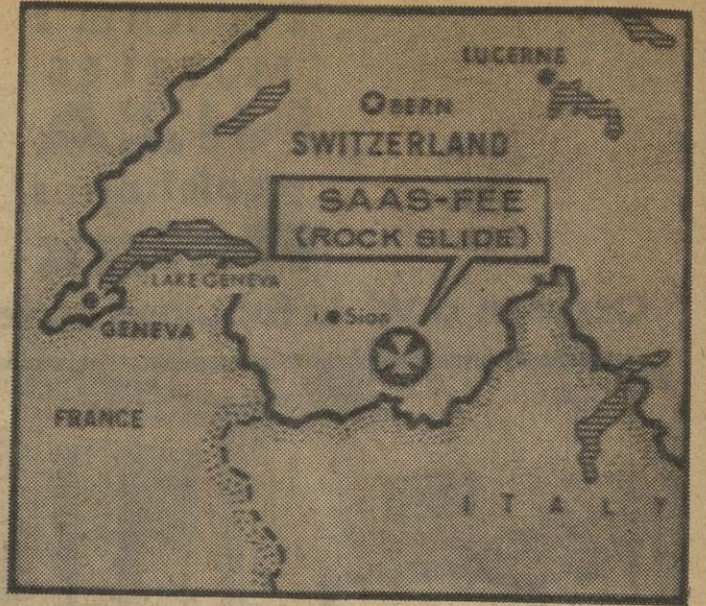 LUCERNE
BERN
SWITZERLAND
SAAS-FEE
(ROCK SLIDE)
LAKE GENEVA
Sion
GENEVA
FRANCE
ITALY